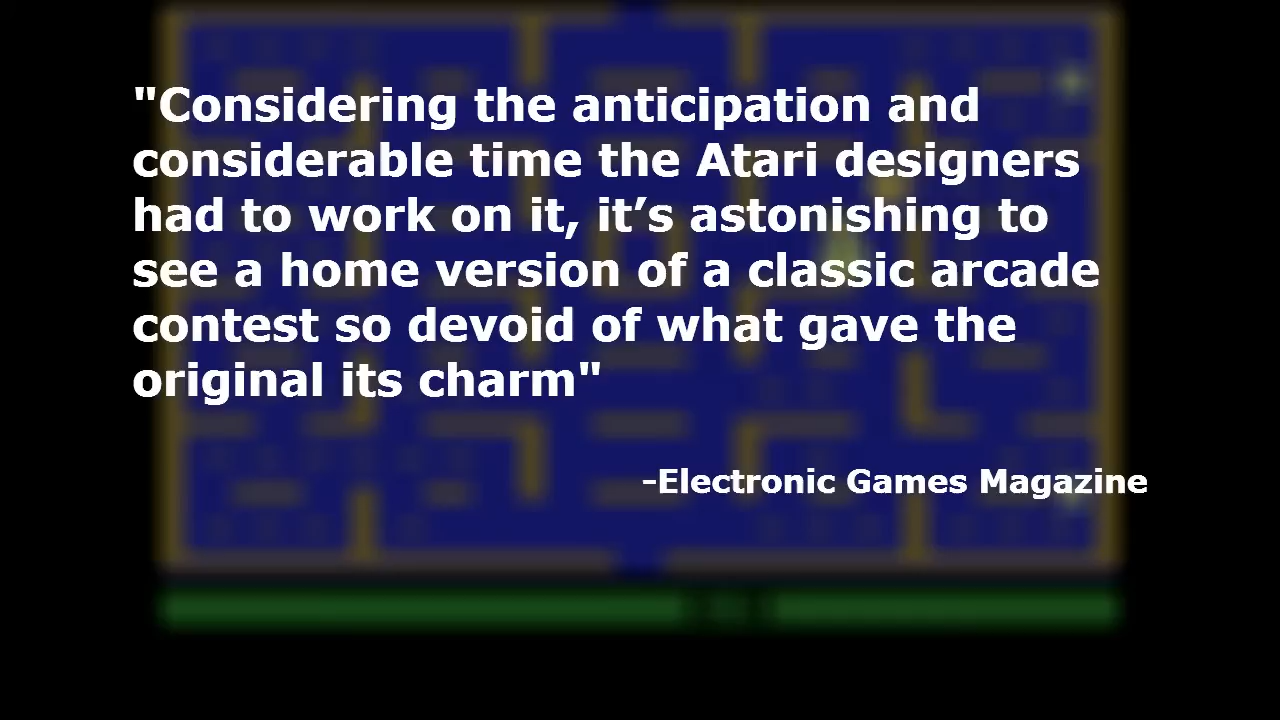 "Considering the anticipation and
considerable time the Atari designers
had to work on it, it’s astonishing to
see a home version of a classic arcade
contest so devoid of what gave the
original its charm"
-Electronic Games Magazine